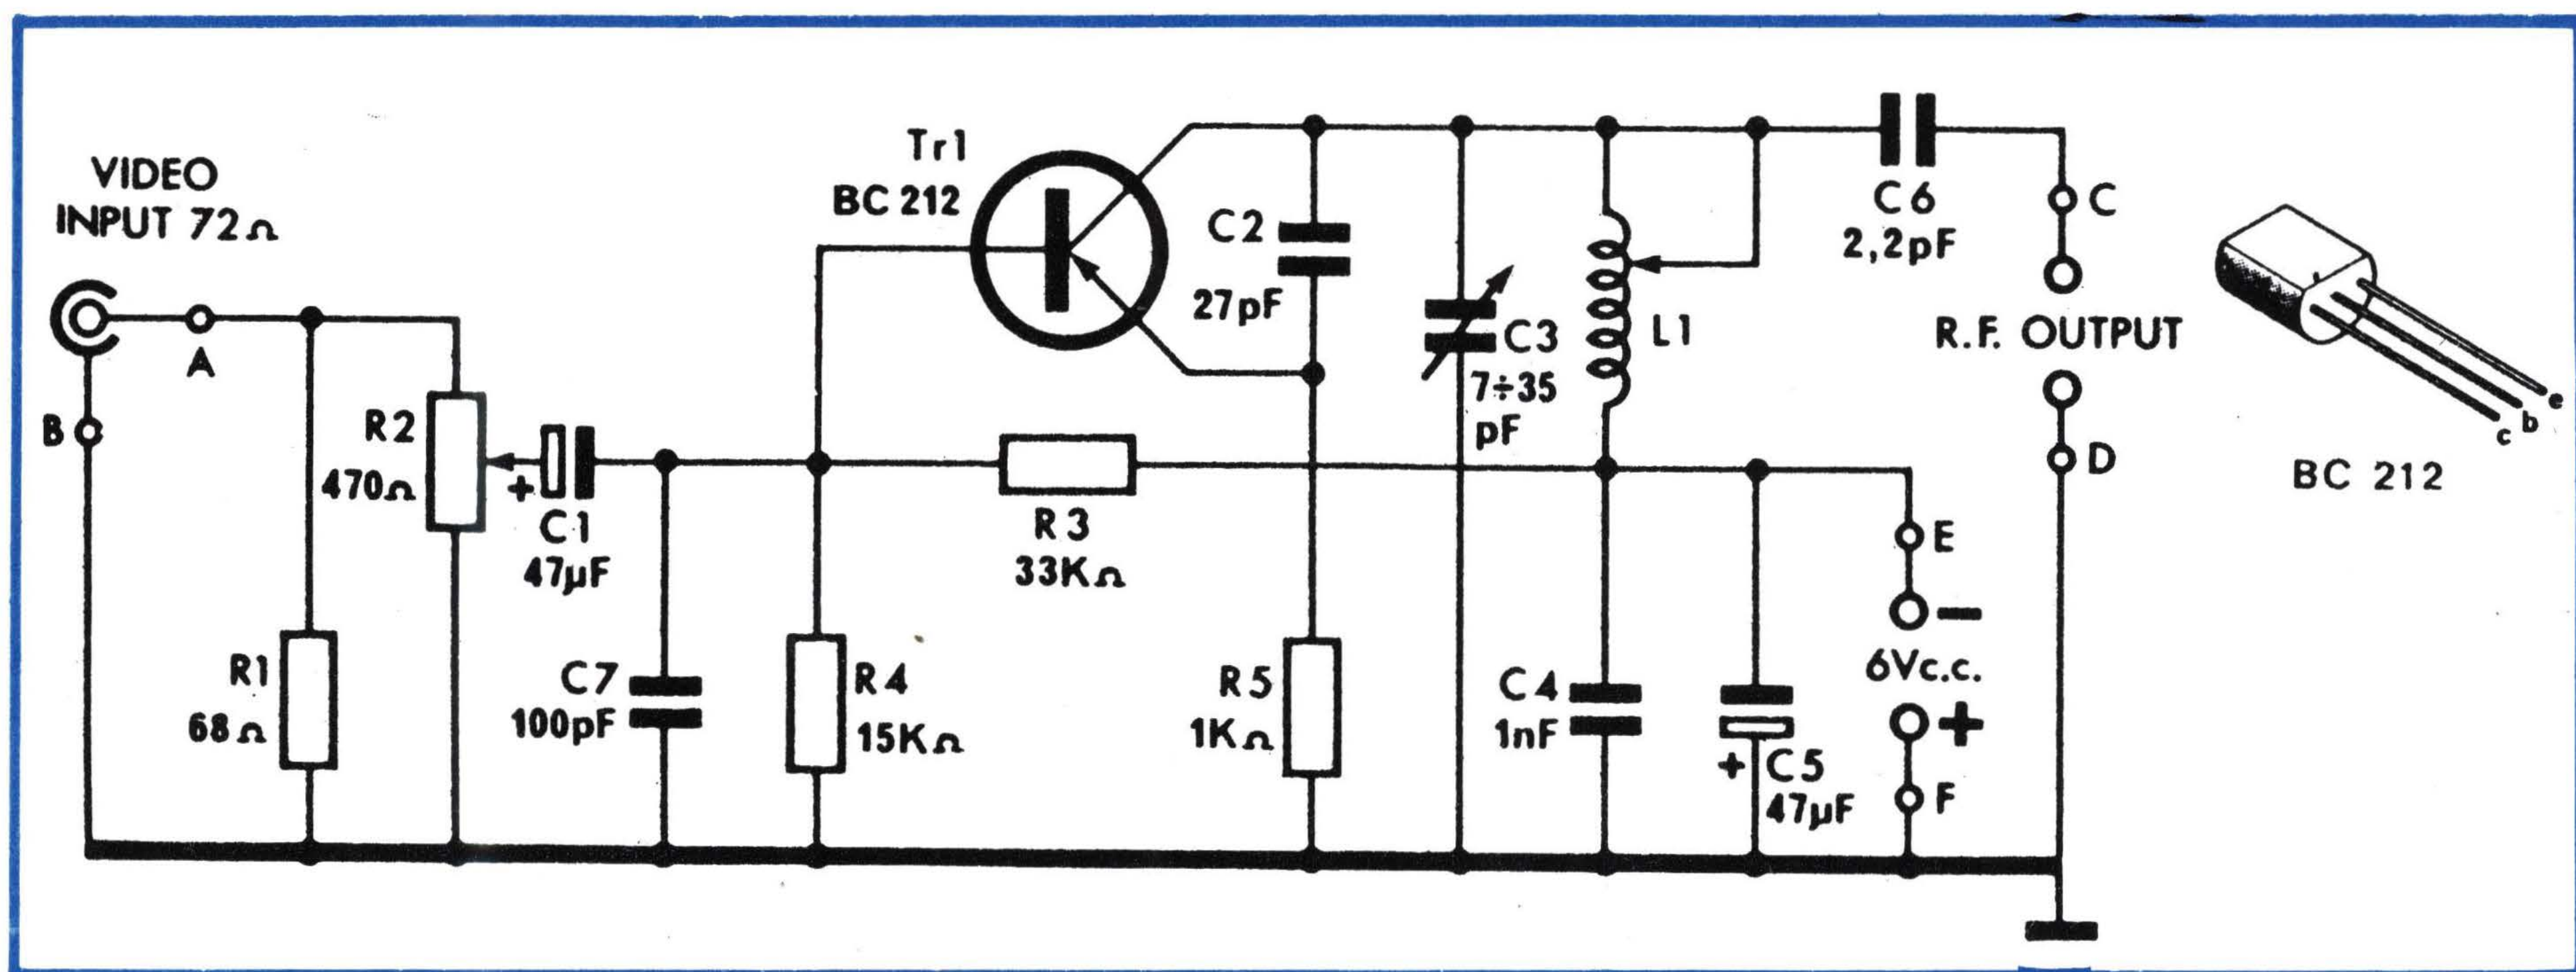 VIDEO
INPUT 72Ω
A
B
R1
68Ω
R2
470Ω
+
C1
47µF
C7
100pF
Tr1
BC 212
R3
33KΩ
R4
15KΩ
C2
27pF
R5
1KΩ
C3
7÷35
pF
L1
C4
1nF
+ C5
47µF
C6
2,2pF
C
R.F. OUTPUT
D
E
−
6Vc.c.
+
F
e
b
c
BC 212